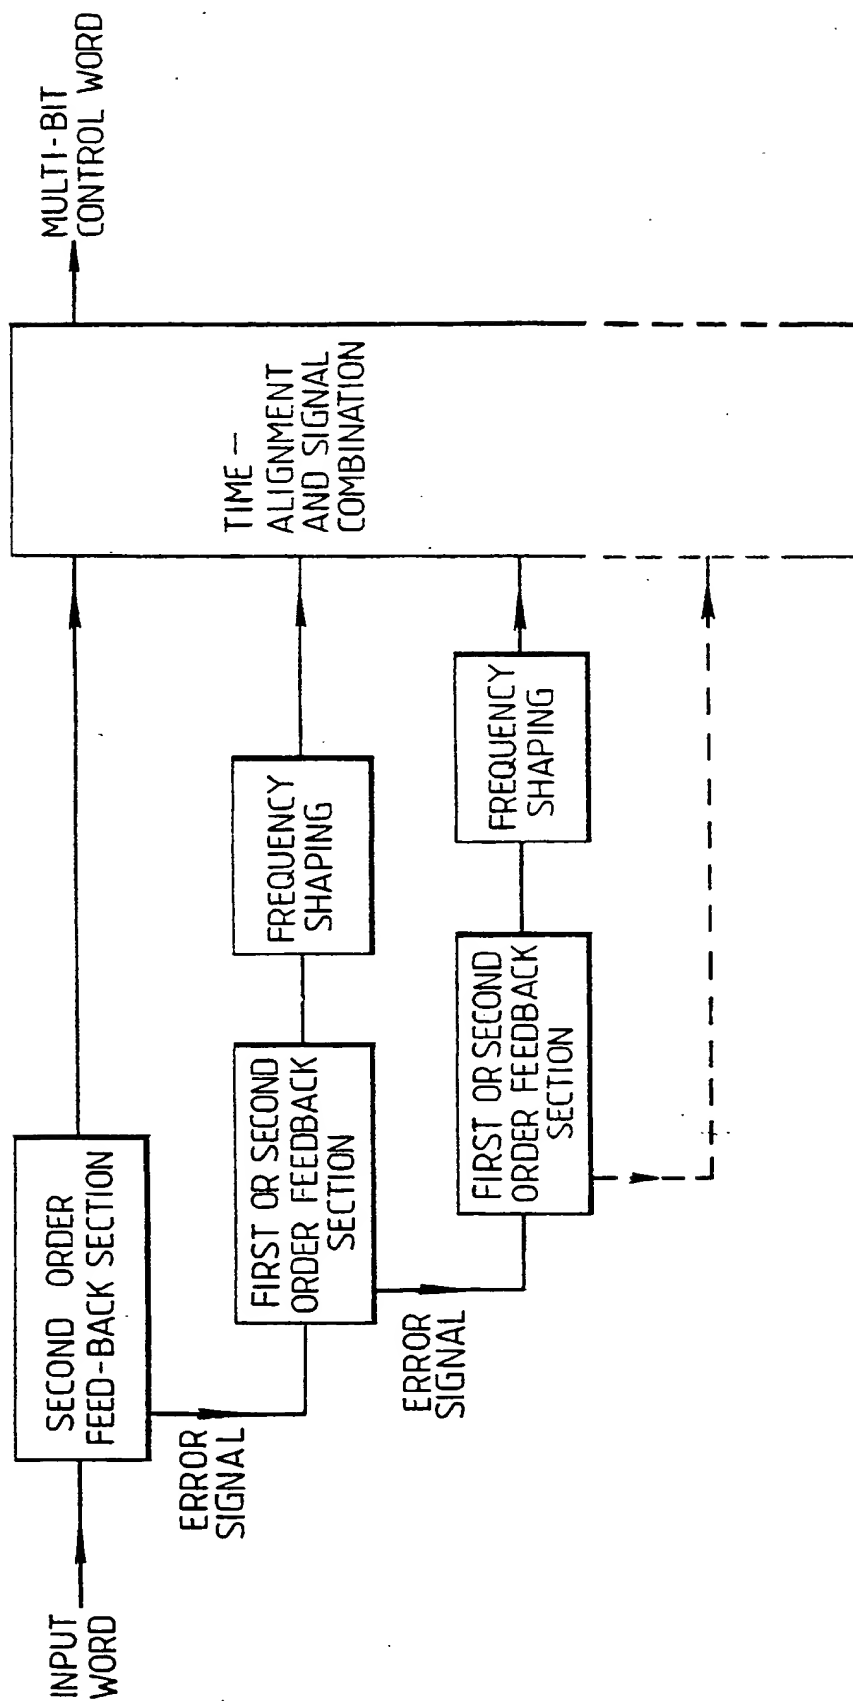 INPUT
WORD
SECOND ORDER
FEED-BACK SECTION
ERROR
SIGNAL
FIRST OR SECOND
ORDER FEEDBACK
SECTION
FREQUENCY
SHAPING
ERROR
SIGNAL
FIRST OR SECOND
ORDER FEEDBACK
SECTION
FREQUENCY
SHAPING
TIME –
ALIGNMENT
AND SIGNAL
COMBINATION
MULTI-BIT
CONTROL WORD